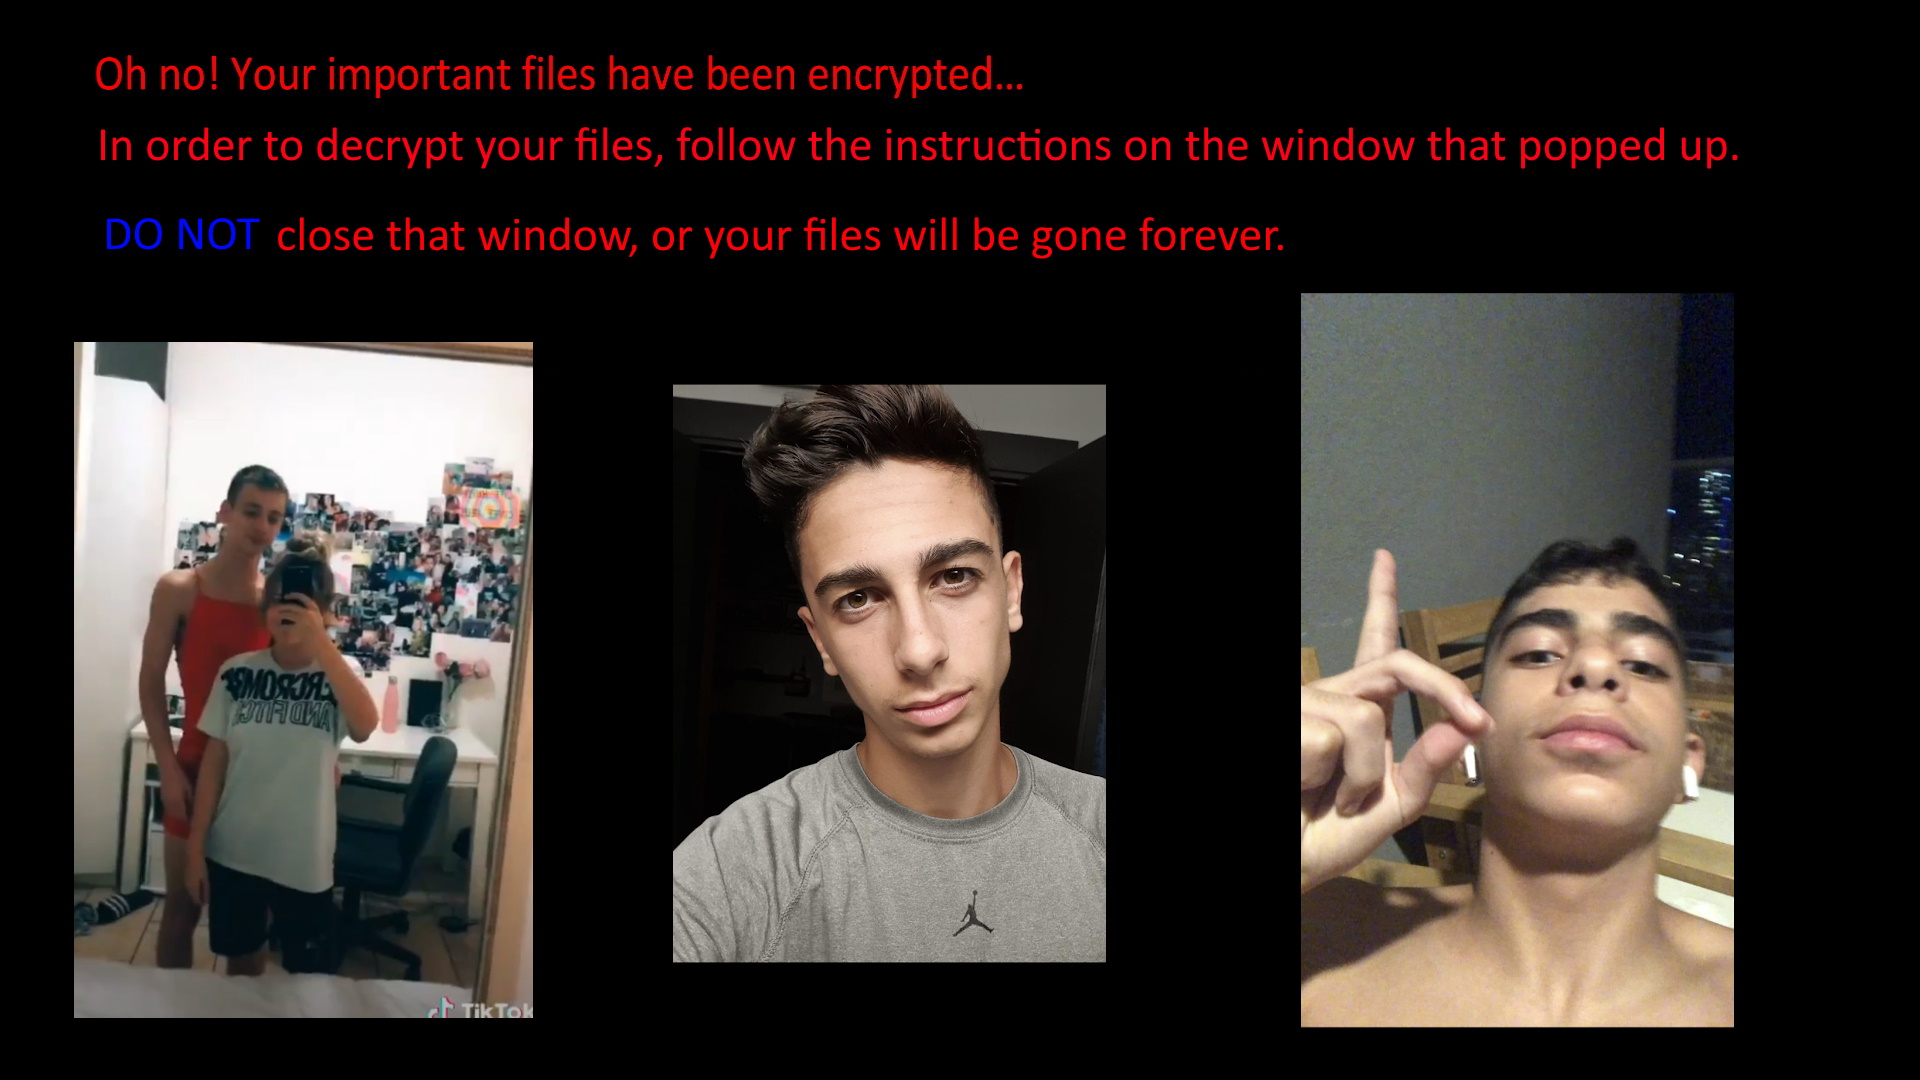 Oh no! Your important files have been encrypted...
In order to decrypt your files, follow the instructions on the window that popped up.
DO NOT close that window, or your files will be gone forever.
ERCROMBIE
AND FITCH
TikTok